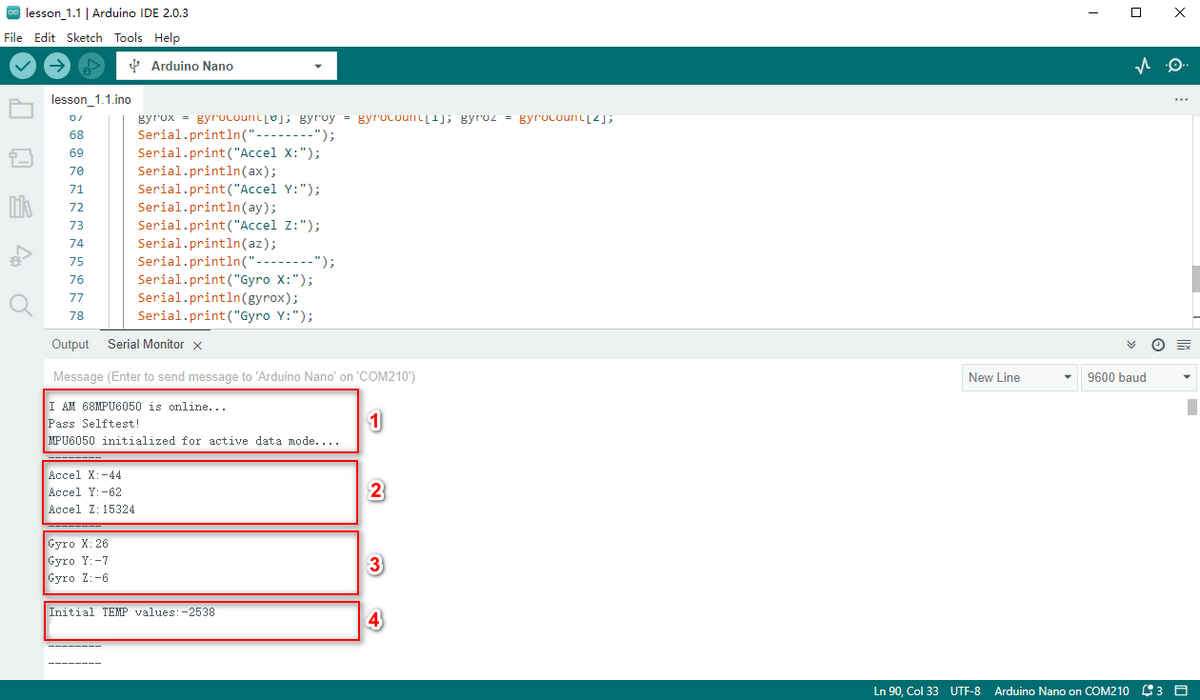 lesson_1.1 | Arduino IDE 2.0.3
File Edit Sketch Tools Help
Arduino Nano
lesson_1.1.ino
67 gyrox = gyroCount[0]; gyroy = gyroCount[1]; gyroz = gyroCount[2];
68 Serial.println("--------");
69 Serial.print("Accel X:");
70 Serial.println(ax);
71 Serial.print("Accel Y:");
72 Serial.println(ay);
73 Serial.print("Accel Z:");
74 Serial.println(az);
75 Serial.println("--------");
76 Serial.print("Gyro X:");
77 Serial.println(gyrox);
78 Serial.print("Gyro Y:");
Output Serial Monitor
Message (Enter to send message to 'Arduino Nano' on 'COM210')
New Line 9600 baud
I AM 68MPU6050 is online...
Pass Selftest!
MPU6050 initialized for active data mode....
1
--------
Accel X:-44
Accel Y:-62
Accel Z:15324
2
--------
Gyro X:26
Gyro Y:-7
Gyro Z:-6
3
Initial TEMP values:-2538
4
--------
--------
Ln 90, Col 33 UTF-8 Arduino Nano on COM210 3